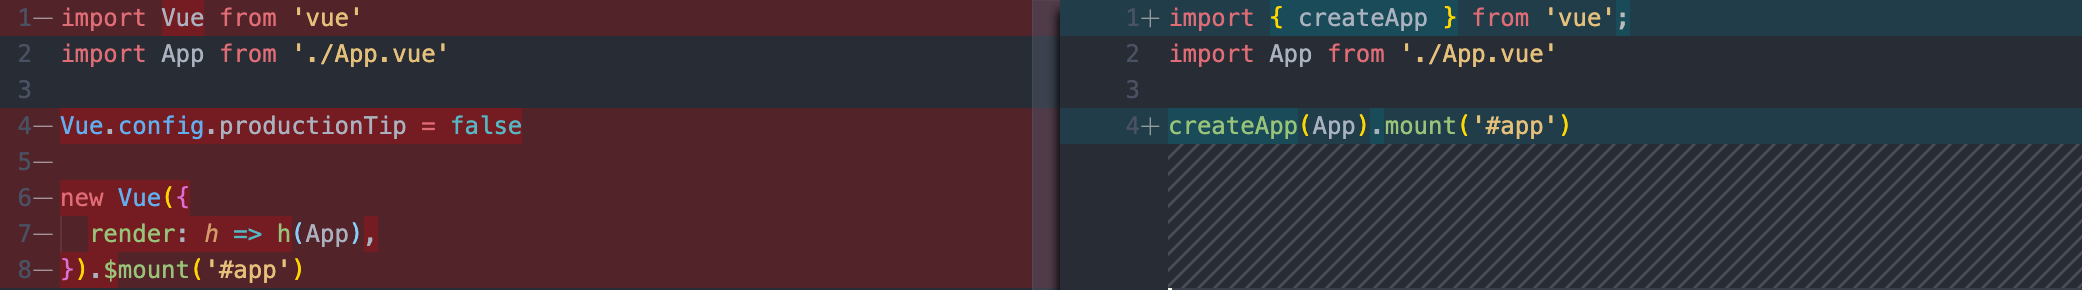 1— import Vue from 'vue'
2 import App from './App.vue'
3
4— Vue.config.productionTip = false
5—
6— new Vue({
7— render: h => h(App),
8— }).$mount('#app')
1+ import { createApp } from 'vue';
2 import App from './App.vue'
3
4+ createApp(App).mount('#app')